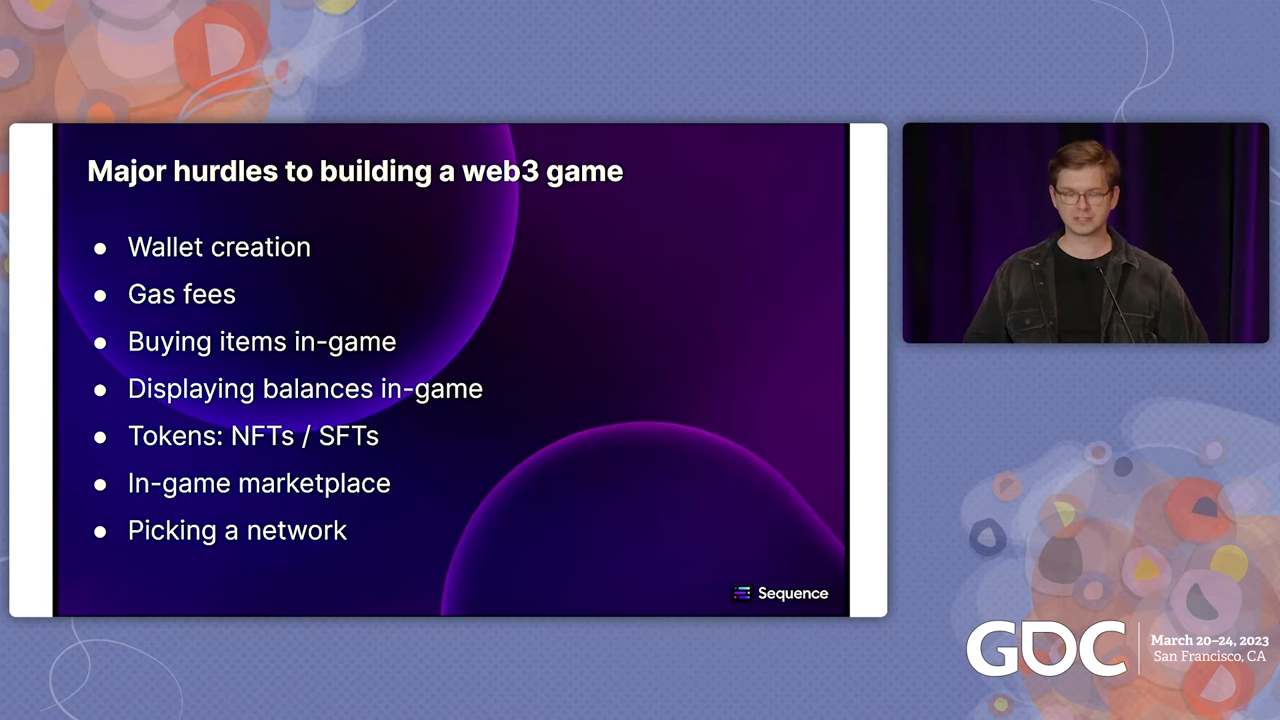 Major hurdles to building a web3 game
● Wallet creation
● Gas fees
● Buying items in-game
● Displaying balances in-game
● Tokens: NFTs / SFTs
● In-game marketplace
● Picking a network
Sequence
GDC
March 20–24, 2023
San Francisco, CA